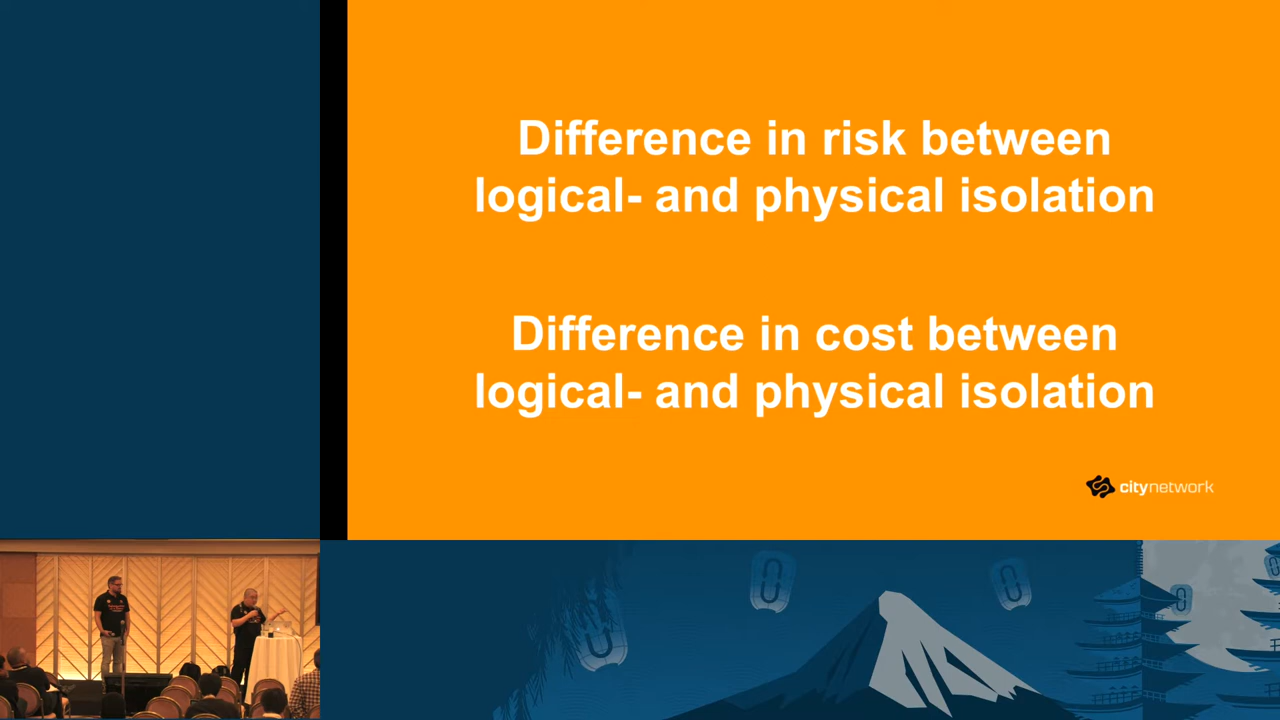 Difference in risk between
logical- and physical isolation
Difference in cost between
logical- and physical isolation
citynetwork